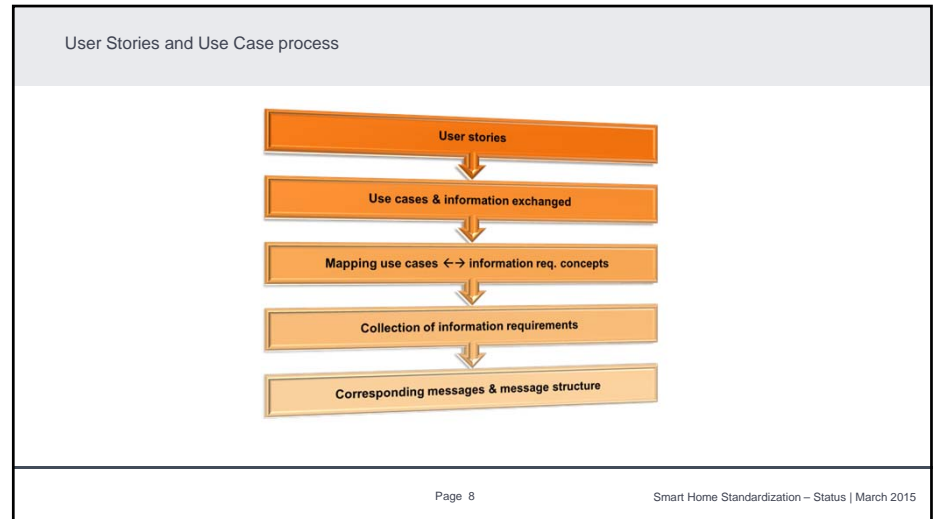 User Stories and Use Case process
User stories
Use cases & information exchanged
Mapping use cases ←→ information req. concepts
Collection of information requirements
Corresponding messages & message structure
Page 8
Smart Home Standardization – Status | March 2015